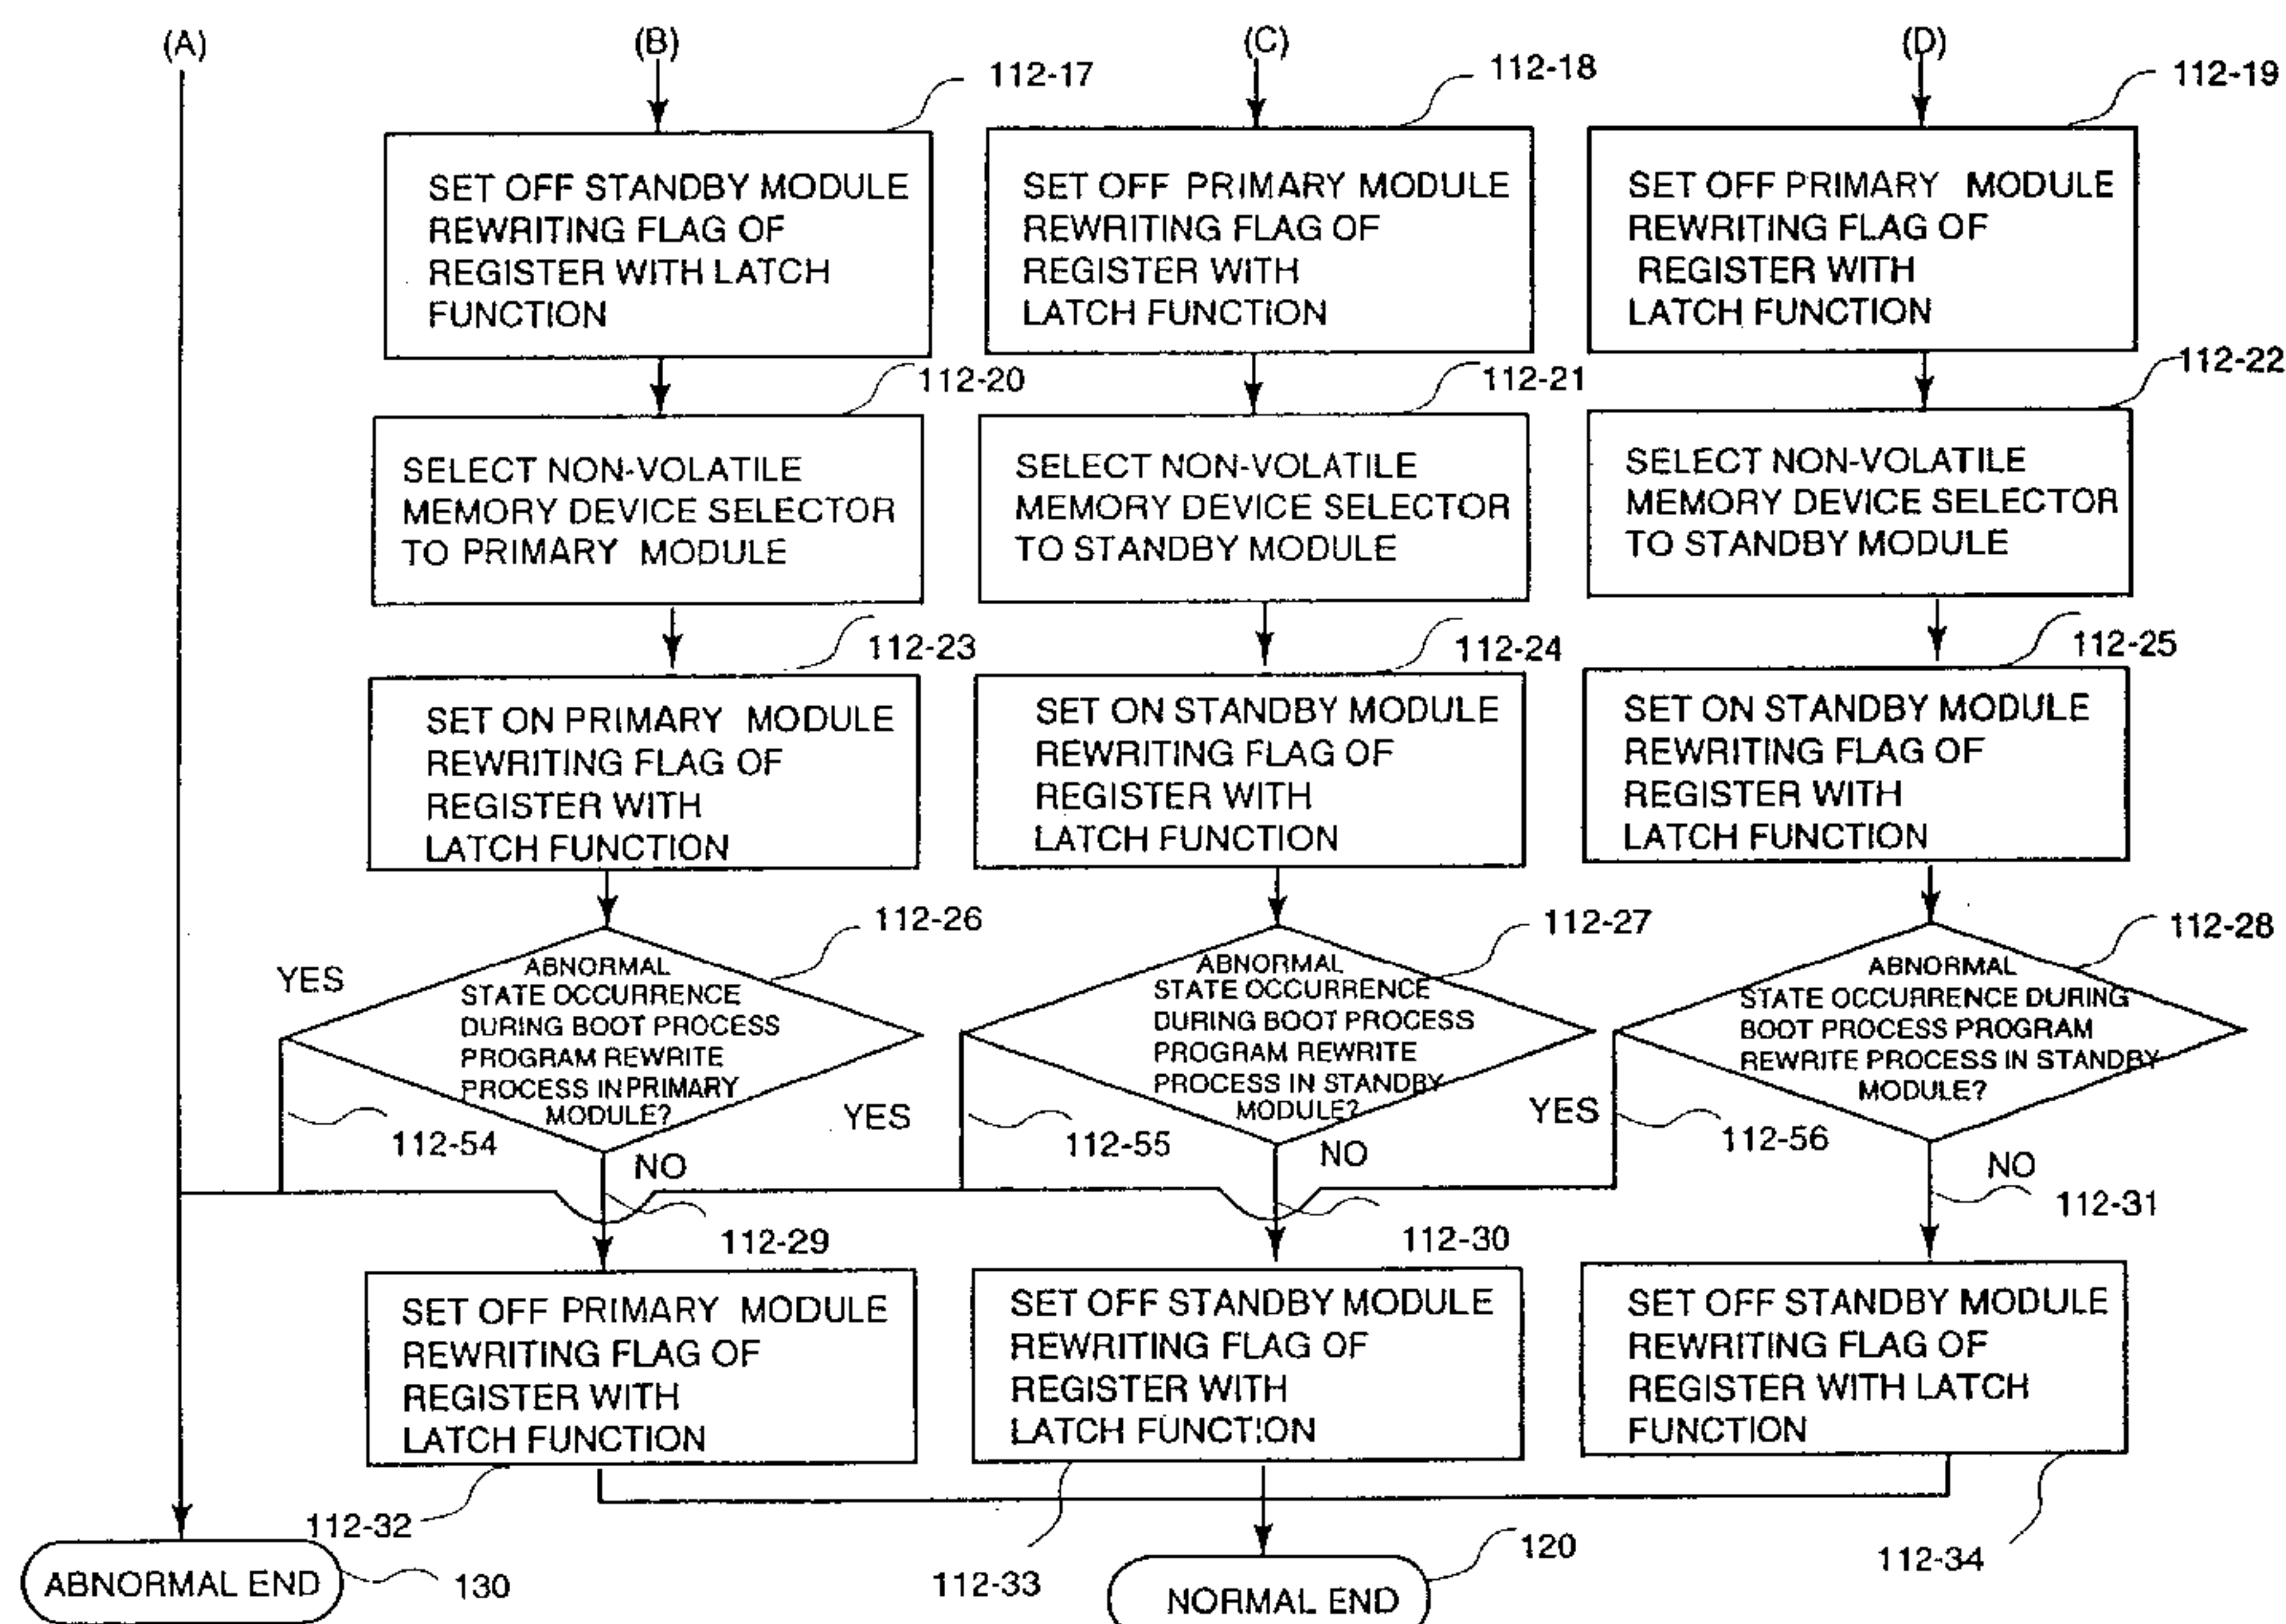 (A)
(B)
(C)
(D)
112-17
112-18
112-19
SET OFF STANDBY MODULE
REWRITING FLAG OF
REGISTER WITH LATCH
FUNCTION
SET OFF PRIMARY MODULE
REWRITING FLAG OF
REGISTER WITH
LATCH FUNCTION
SET OFF PRIMARY MODULE
REWRITING FLAG OF
REGISTER WITH
LATCH FUNCTION
112-20
112-21
112-22
SELECT NON-VOLATILE
MEMORY DEVICE SELECTOR
TO PRIMARY MODULE
SELECT NON-VOLATILE
MEMORY DEVICE SELECTOR
TO STANDBY MODULE
SELECT NON-VOLATILE
MEMORY DEVICE SELECTOR
TO STANDBY MODULE
112-23
112-24
112-25
SET ON PRIMARY MODULE
REWRITING FLAG OF
REGISTER WITH
LATCH FUNCTION
SET ON STANDBY MODULE
REWRITING FLAG OF
REGISTER WITH
LATCH FUNCTION
SET ON STANDBY MODULE
REWRITING FLAG OF
REGISTER WITH
LATCH FUNCTION
112-26
112-27
112-28
YES
ABNORMAL
STATE OCCURRENCE
DURING BOOT PROCESS
PROGRAM REWRITE
PROCESS IN PRIMARY
MODULE?
YES
ABNORMAL
STATE OCCURRENCE
DURING BOOT PROCESS
PROGRAM REWRITE
PROCESS IN STANDBY
MODULE?
YES
ABNORMAL
STATE OCCURRENCE DURING
BOOT PROCESS PROGRAM
REWRITE PROCESS IN STANDBY
MODULE?
112-54
NO
112-55
NO
112-56
NO
112-29
112-30
112-31
SET OFF PRIMARY MODULE
REWRITING FLAG OF
REGISTER WITH
LATCH FUNCTION
SET OFF STANDBY MODULE
REWRITING FLAG OF
REGISTER WITH
LATCH FUNCTION
SET OFF STANDBY MODULE
REWRITING FLAG OF
REGISTER WITH LATCH
FUNCTION
112-32
112-33
112-34
ABNORMAL END
130
NORMAL END
120